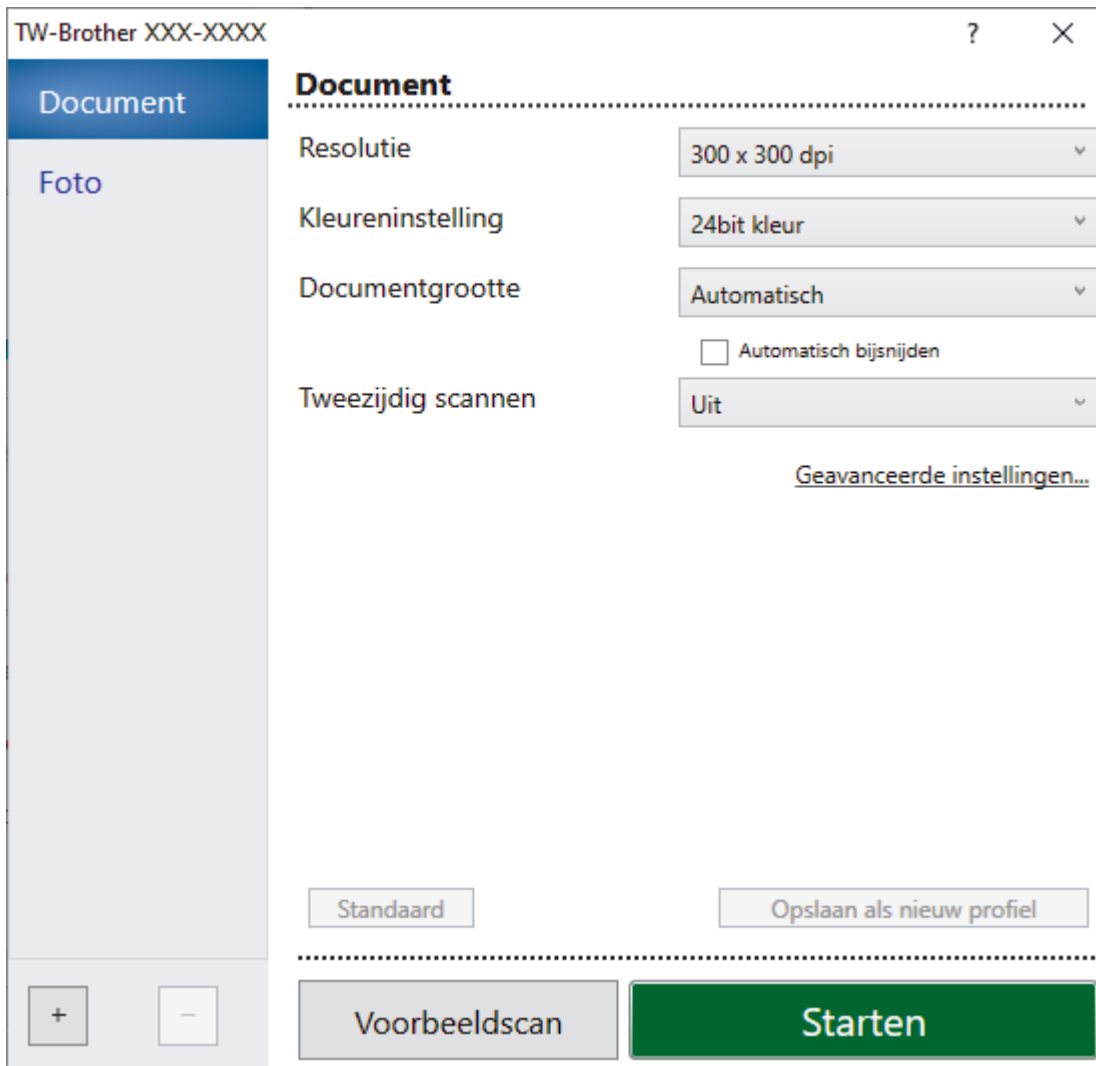 TW-Brother XXX-XXXX ?
Document
Foto
Document
Resolutie 300 x 300 dpi
Kleureninstelling 24bit kleur
Documentgrootte Automatisch
Automatisch bijsnijden
Tweezijdig scannen Uit
Geavanceerde instellingen...
Standaard Opslaan als nieuw profiel
+ −
Voorbeeldscan Starten